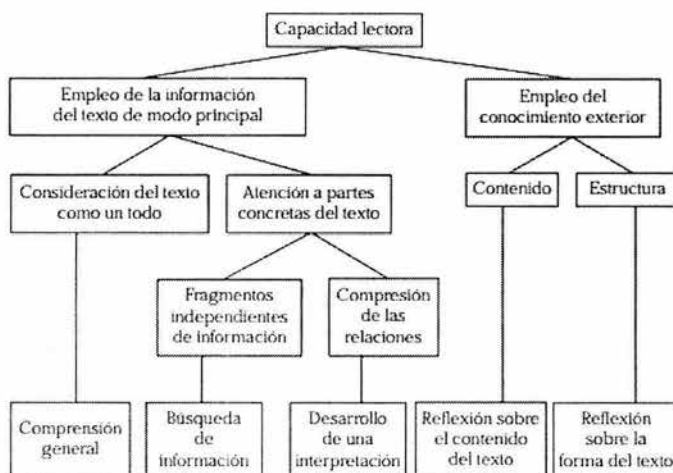 Capacidad lectora
Empleo de la información
del texto de modo principal
Empleo del
conocimiento exterior
Consideración del texto
como un todo
Atención a partes
concretas del texto
Contenido
Estructura
Fragmentos
independientes
de información
Compresión
de las
relaciones
Comprensión
general
Búsqueda
de
información
Desarrollo
de una
interpretación
Reflexión sobre
el contenido
del texto
Reflexión
sobre la
forma del texto